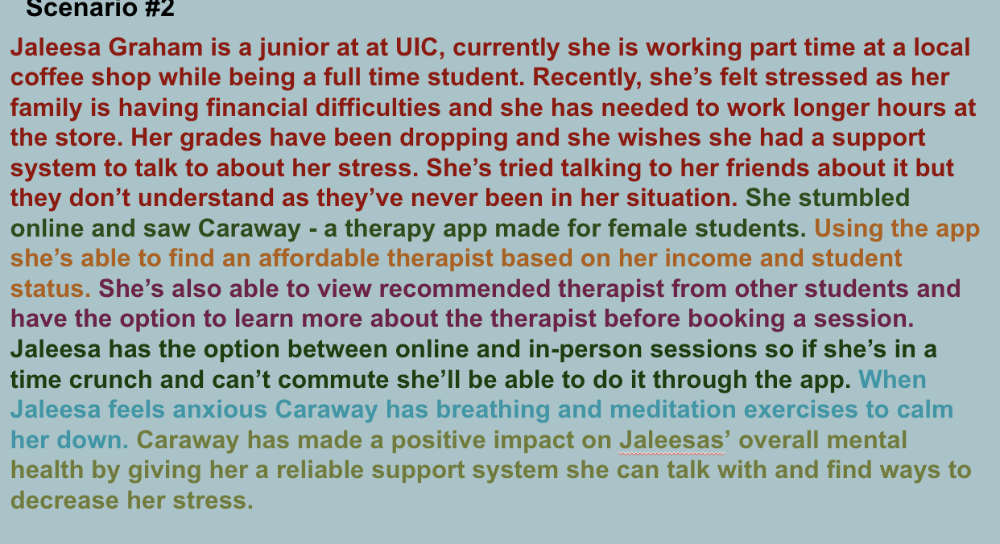 Scenario #2
Jaleesa Graham is a junior at at UIC, currently she is working part time at a local
coffee shop while being a full time student. Recently, she’s felt stressed as her
family is having financial difficulties and she has needed to work longer hours at
the store. Her grades have been dropping and she wishes she had a support
system to talk to about her stress. She’s tried talking to her friends about it but
they don’t understand as they’ve never been in her situation. She stumbled
online and saw Caraway - a therapy app made for female students. Using the app
she’s able to find an affordable therapist based on her income and student
status. She’s also able to view recommended therapist from other students and
have the option to learn more about the therapist before booking a session.
Jaleesa has the option between online and in-person sessions so if she’s in a
time crunch and can’t commute she’ll be able to do it through the app. When
Jaleesa feels anxious Caraway has breathing and meditation exercises to calm
her down. Caraway has made a positive impact on Jaleesas’ overall mental
health by giving her a reliable support system she can talk with and find ways to
decrease her stress.